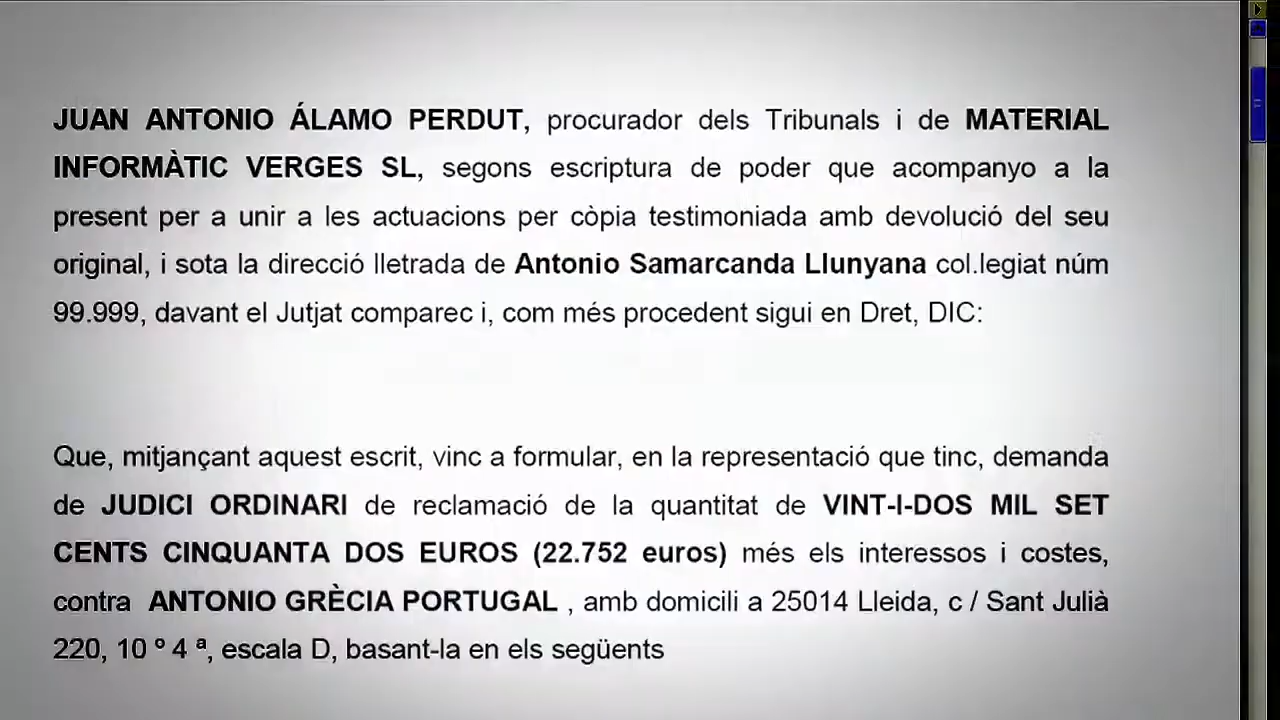 JUAN ANTONIO ÁLAMO PERDUT, procurador dels Tribunals i de MATERIAL
INFORMÀTIC VERGES SL, segons escriptura de poder que acompanyo a la
present per a unir a les actuacions per còpia testimoniada amb devolució del seu
original, i sota la direcció lletrada de Antonio Samarcanda Llunyana col.legiat núm
99.999, davant el Jutjat comparec i, com més procedent sigui en Dret, DIC:
Que, mitjançant aquest escrit, vinc a formular, en la representació que tinc, demanda
de JUDICI ORDINARI de reclamació de la quantitat de VINT-I-DOS MIL SET
CENTS CINQUANTA DOS EUROS (22.752 euros) més els interessos i costes,
contra ANTONIO GRÈCIA PORTUGAL , amb domicili a 25014 Lleida, c / Sant Julià
220, 10 º 4 ª, escala D, basant-la en els següents